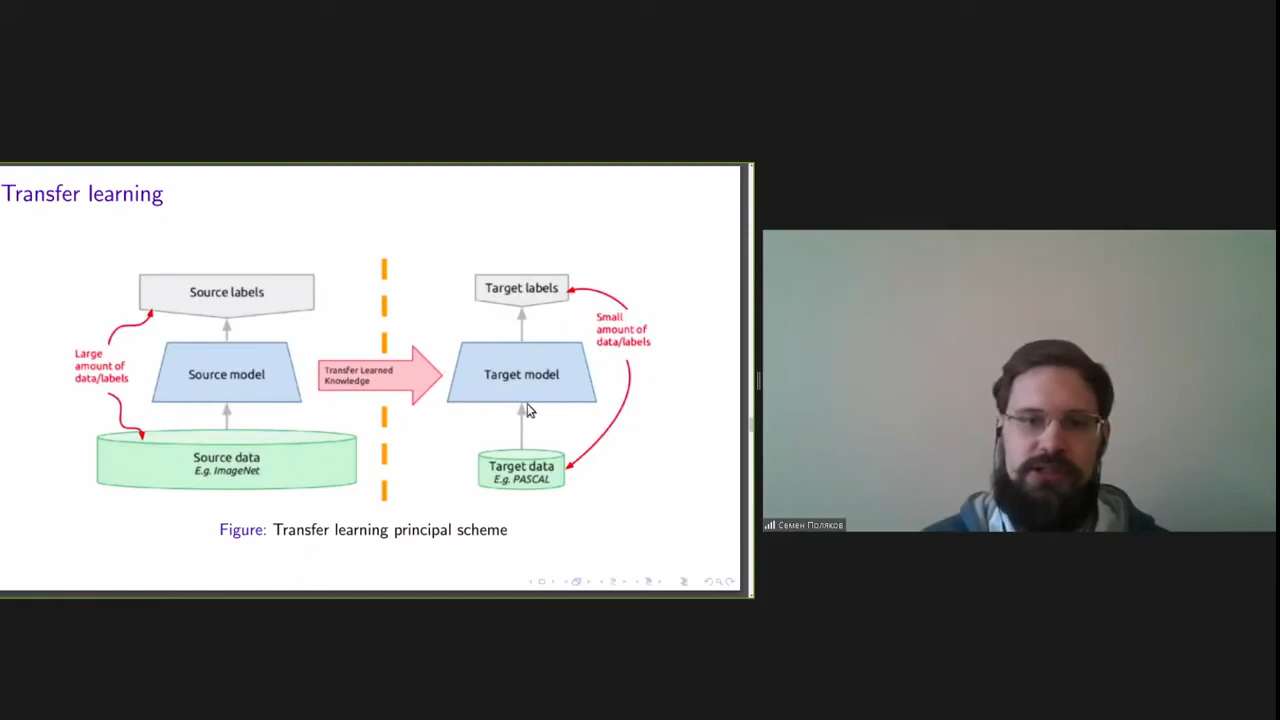 Transfer learning
Source labels
Target labels
Large
amount of
data/labels
Small
amount of
data/labels
Source model
Transfer Learned
Knowledge
Target model
Source data
E.g. ImageNet
Target data
E.g. PASCAL
Figure: Transfer learning principal scheme
Семен Поляков